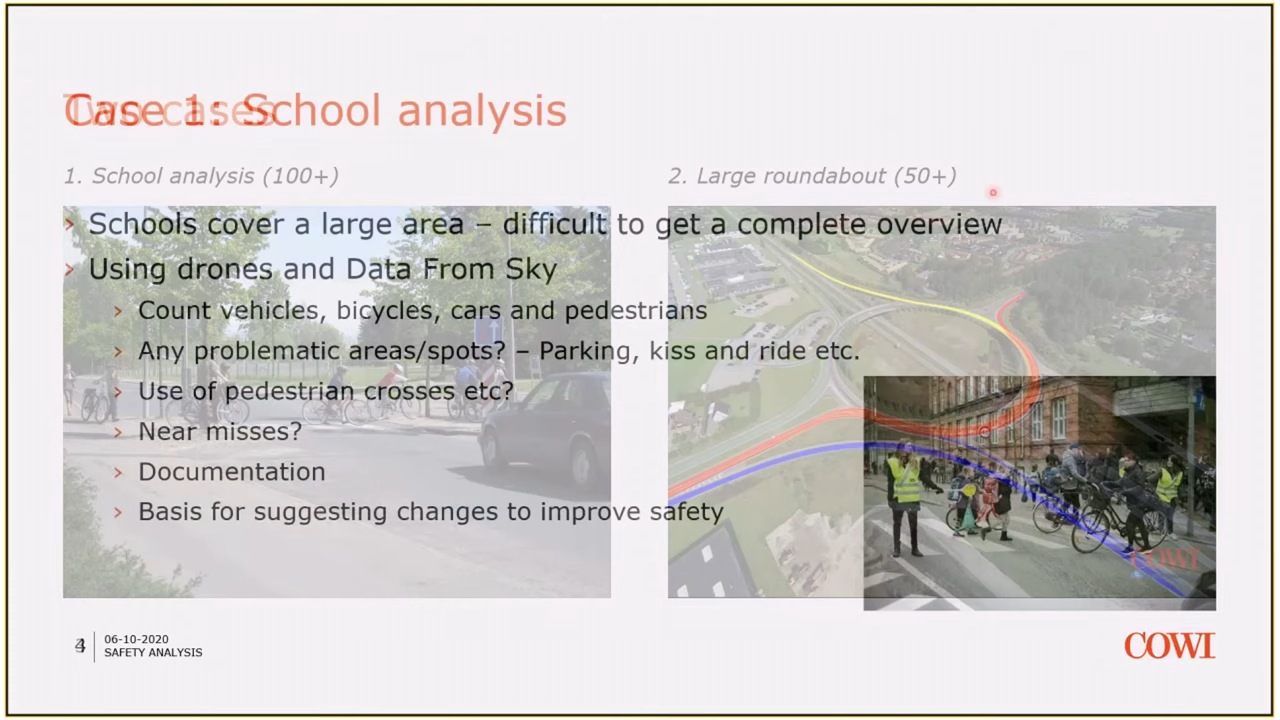 Two cases
Case 1: School analysis
1. School analysis (100+)
2. Large roundabout (50+)
› Schools cover a large area – difficult to get a complete overview
› Using drones and Data From Sky
› Count vehicles, bicycles, cars and pedestrians
› Any problematic areas/spots? – Parking, kiss and ride etc.
› Use of pedestrian crosses etc?
› Near misses?
› Documentation
› Basis for suggesting changes to improve safety
COWI
06-10-2020
SAFETY ANALYSIS
COWI